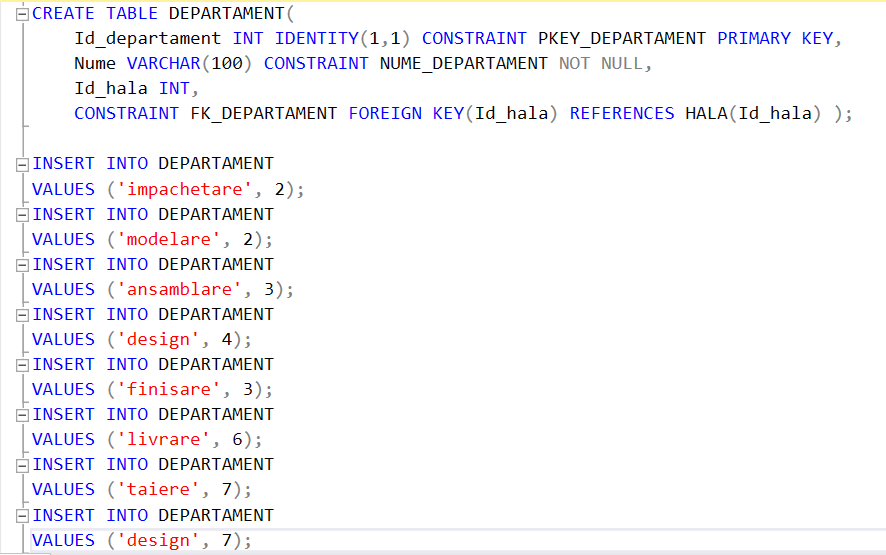 CREATE TABLE DEPARTAMENT(
Id_departament INT IDENTITY(1,1) CONSTRAINT PKEY_DEPARTAMENT PRIMARY KEY,
Nume VARCHAR(100) CONSTRAINT NUME_DEPARTAMENT NOT NULL,
Id_hala INT,
CONSTRAINT FK_DEPARTAMENT FOREIGN KEY(Id_hala) REFERENCES HALA(Id_hala) );
INSERT INTO DEPARTAMENT
VALUES ('impachetare', 2);
INSERT INTO DEPARTAMENT
VALUES ('modelare', 2);
INSERT INTO DEPARTAMENT
VALUES ('ansamblare', 3);
INSERT INTO DEPARTAMENT
VALUES ('design', 4);
INSERT INTO DEPARTAMENT
VALUES ('finisare', 3);
INSERT INTO DEPARTAMENT
VALUES ('livrare', 6);
INSERT INTO DEPARTAMENT
VALUES ('taiere', 7);
INSERT INTO DEPARTAMENT
VALUES ('design', 7);